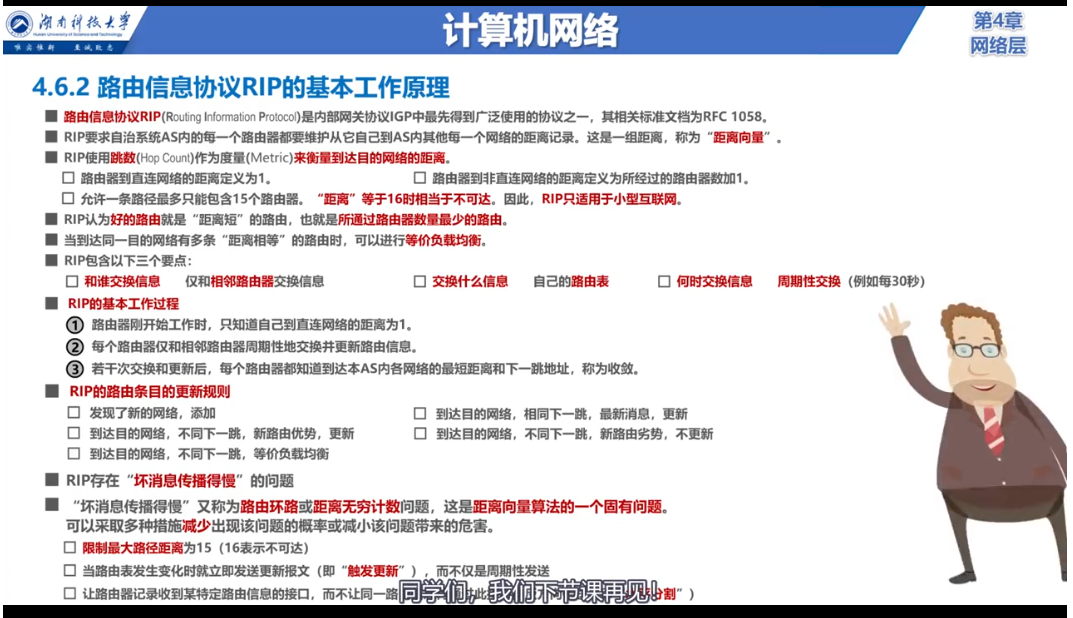 湖南科技大学
Hunan University of Science and Technology
唯实惟新 至诚致志
计算机网络
第4章
网络层
4.6.2 路由信息协议RIP的基本工作原理
路由信息协议RIP(Routing Information Protocol)是内部网关协议IGP中最先得到广泛使用的协议之一，其相关标准文档为RFC 1058。
RIP要求自治系统AS内的每一个路由器都要维护从它自己到AS内其他每一个网络的距离记录。这是一组距离，称为“距离向量”。
RIP使用跳数(Hop Count)作为度量(Metric)来衡量到达目的网络的距离。
路由器到直连网络的距离定义为1。 路由器到非直连网络的距离定义为所经过的路由器数加1。
允许一条路径最多只能包含15个路由器。“距离”等于16时相当于不可达。因此，RIP只适用于小型互联网。
RIP认为好的路由就是“距离短”的路由，也就是所通过路由器数量最少的路由。
当到达同一目的网络有多条“距离相等”的路由时，可以进行等价负载均衡。
RIP包含以下三个要点：
和谁交换信息 仅和相邻路由器交换信息 交换什么信息 自己的路由表 何时交换信息 周期性交换（例如每30秒）
RIP的基本工作过程
① 路由器刚开始工作时，只知道自己到直连网络的距离为1。
② 每个路由器仅和相邻路由器周期性地交换并更新路由信息。
③ 若干次交换和更新后，每个路由器都知道到达本AS内各网络的最短距离和下一跳地址，称为收敛。
RIP的路由条目的更新规则
发现了新的网络，添加 到达目的网络，相同下一跳，最新消息，更新
到达目的网络，不同下一跳，新路由优势，更新 到达目的网络，不同下一跳，新路由劣势，不更新
到达目的网络，不同下一跳，等价负载均衡
RIP存在“坏消息传播得慢”的问题
“坏消息传播得慢”又称为路由环路或距离无穷计数问题，这是距离向量算法的一个固有问题。
可以采取多种措施减少出现该问题的概率或减小该问题带来的危害。
限制最大路径距离为15（16表示不可达）
当路由表发生变化时就立即发送更新报文（即“触发更新”），而不仅是周期性发送
让路由器记录收到某特定路由信息的接口，而不让同一路 分割”）
同学们，我们下节课再见！